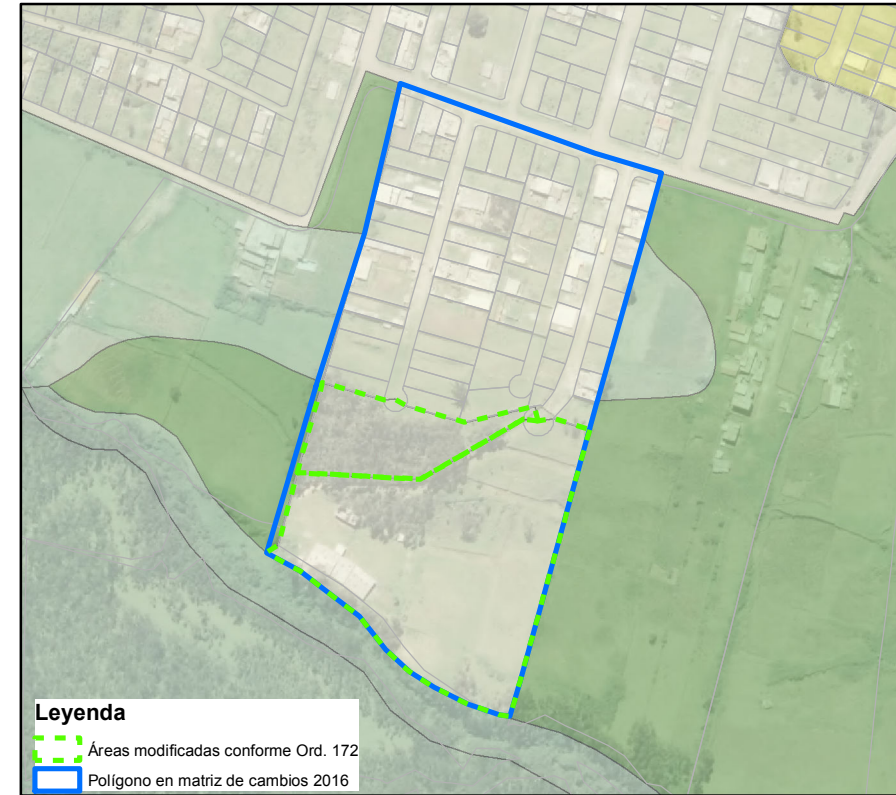 Leyenda
Áreas modificadas conforme Ord. 172
Polígono en matriz de cambios 2016